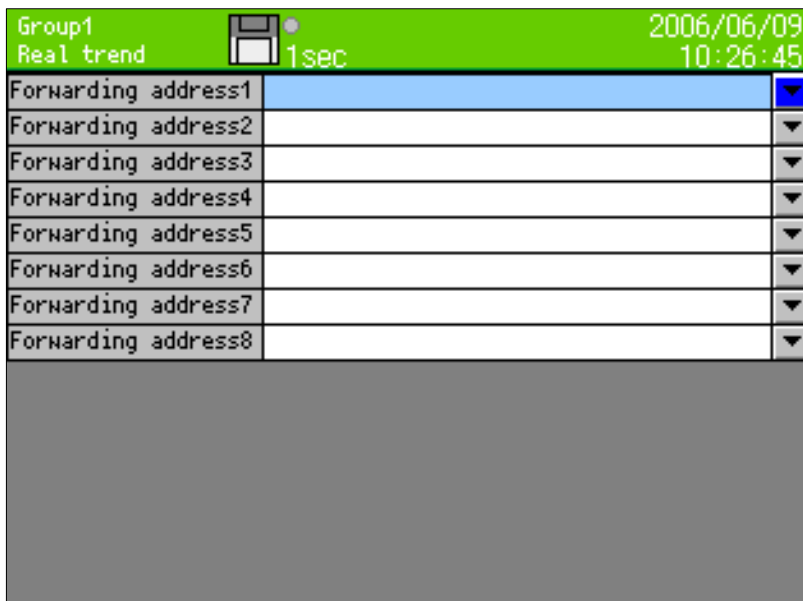 Group1
Real trend
1sec
2006/06/09
10:26:45
Forwarding address1
Forwarding address2
Forwarding address3
Forwarding address4
Forwarding address5
Forwarding address6
Forwarding address7
Forwarding address8